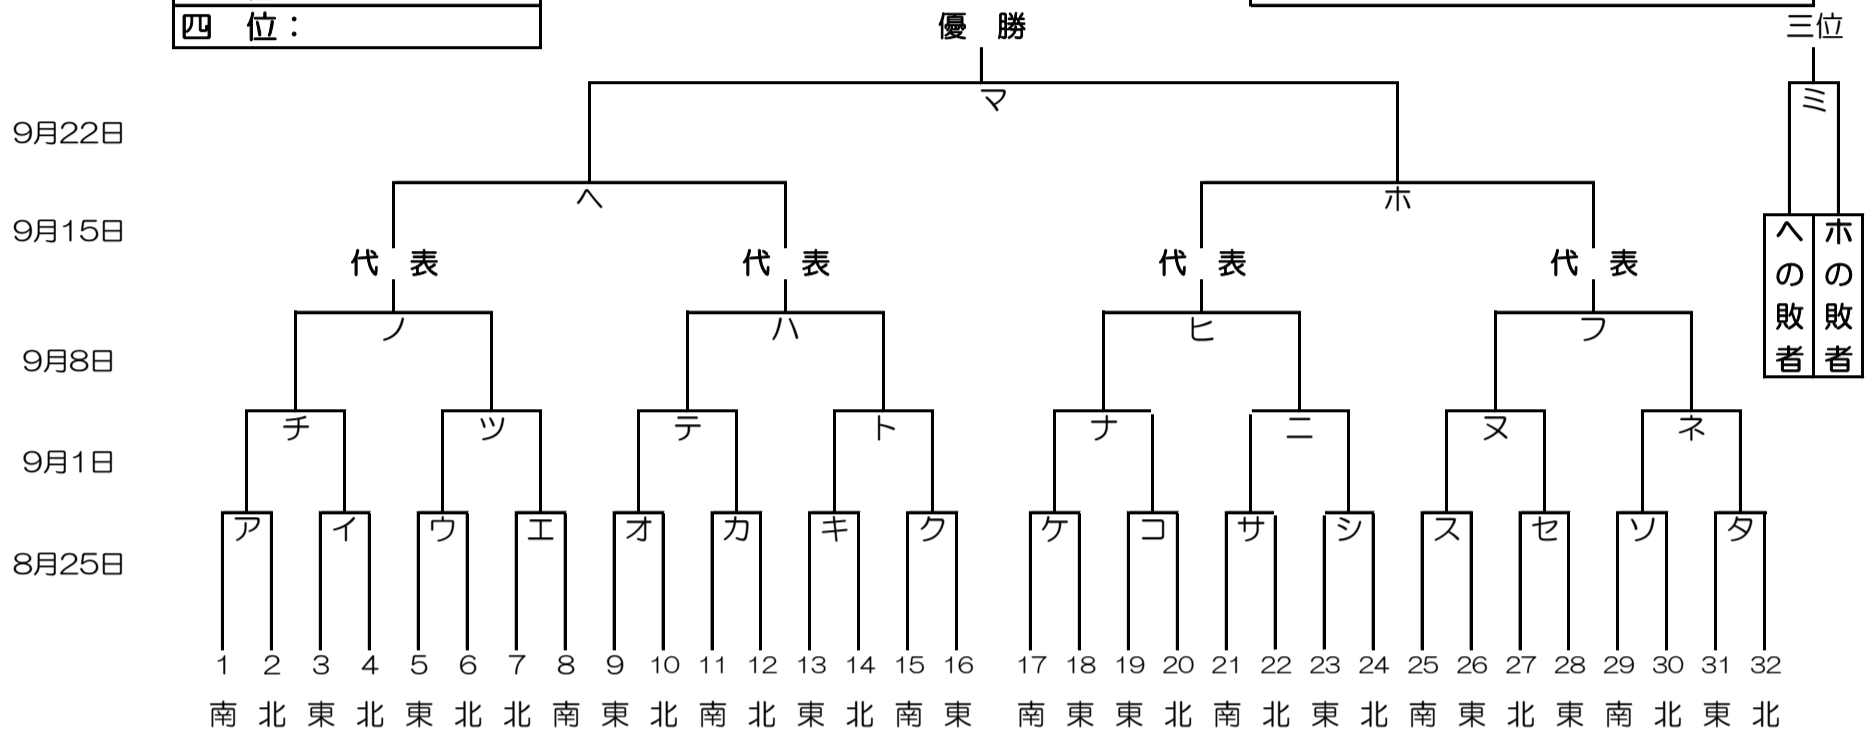 四　位：
優　勝
三位
マ
ミ
9月22日
ヘ
ホ
9月15日
代　表
代　表
代　表
代　表
ヘの敗者
ホの敗者
ノ
ハ
ヒ
フ
9月8日
チ
ツ
テ
ト
ナ
ニ
ヌ
ネ
9月1日
ア イ ウ エ オ カ キ ク ケ コ サ シ ス セ ソ タ
8月25日
1 2 3 4 5 6 7 8 9 10 11 12 13 14 15 16 17 18 19 20 21 22 23 24 25 26 27 28 29 30 31 32
南 北 東 北 東 北 北 南 東 北 南 北 東 北 南 東 南 東 東 北 南 北 東 北 南 東 北 東 南 北 東 北